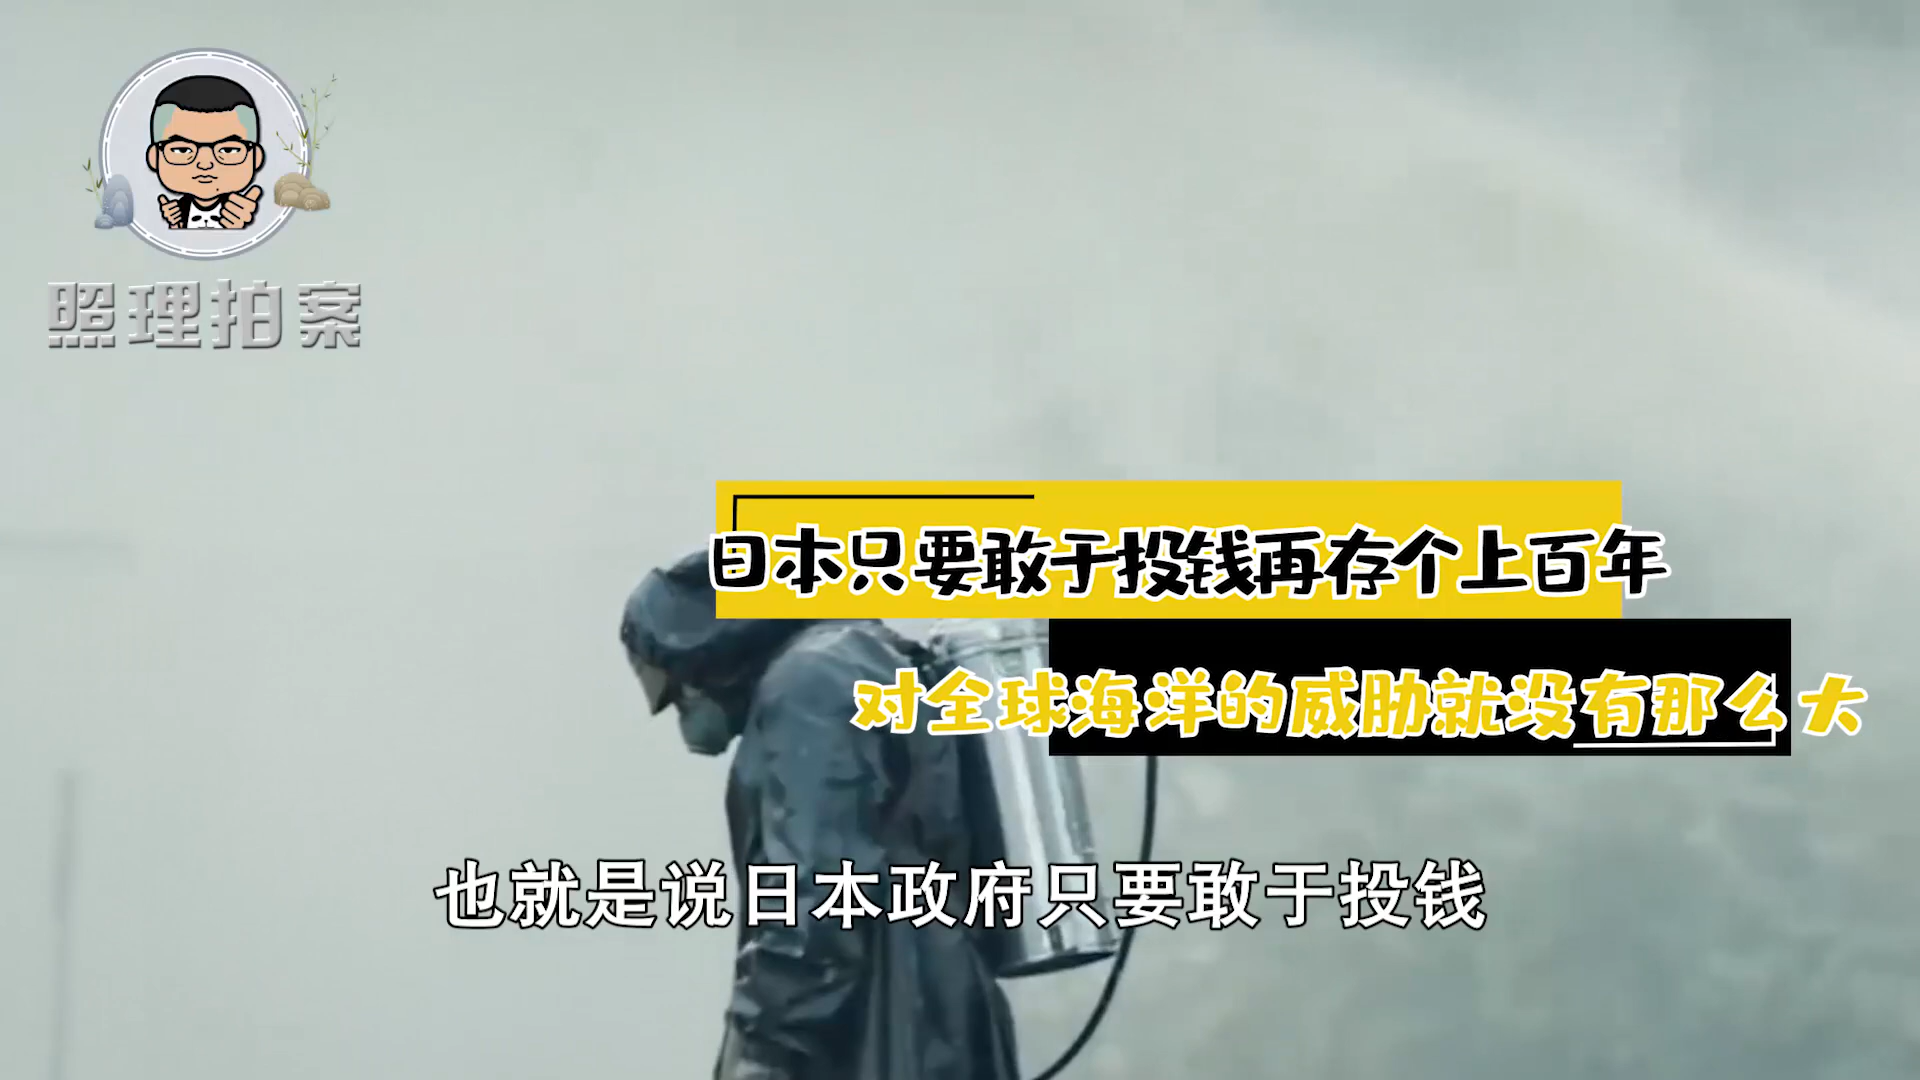 照理拍案
日本只要敢于投钱再存个上百年
对全球海洋的威胁就没有那么大
也就是说日本政府只要敢于投钱